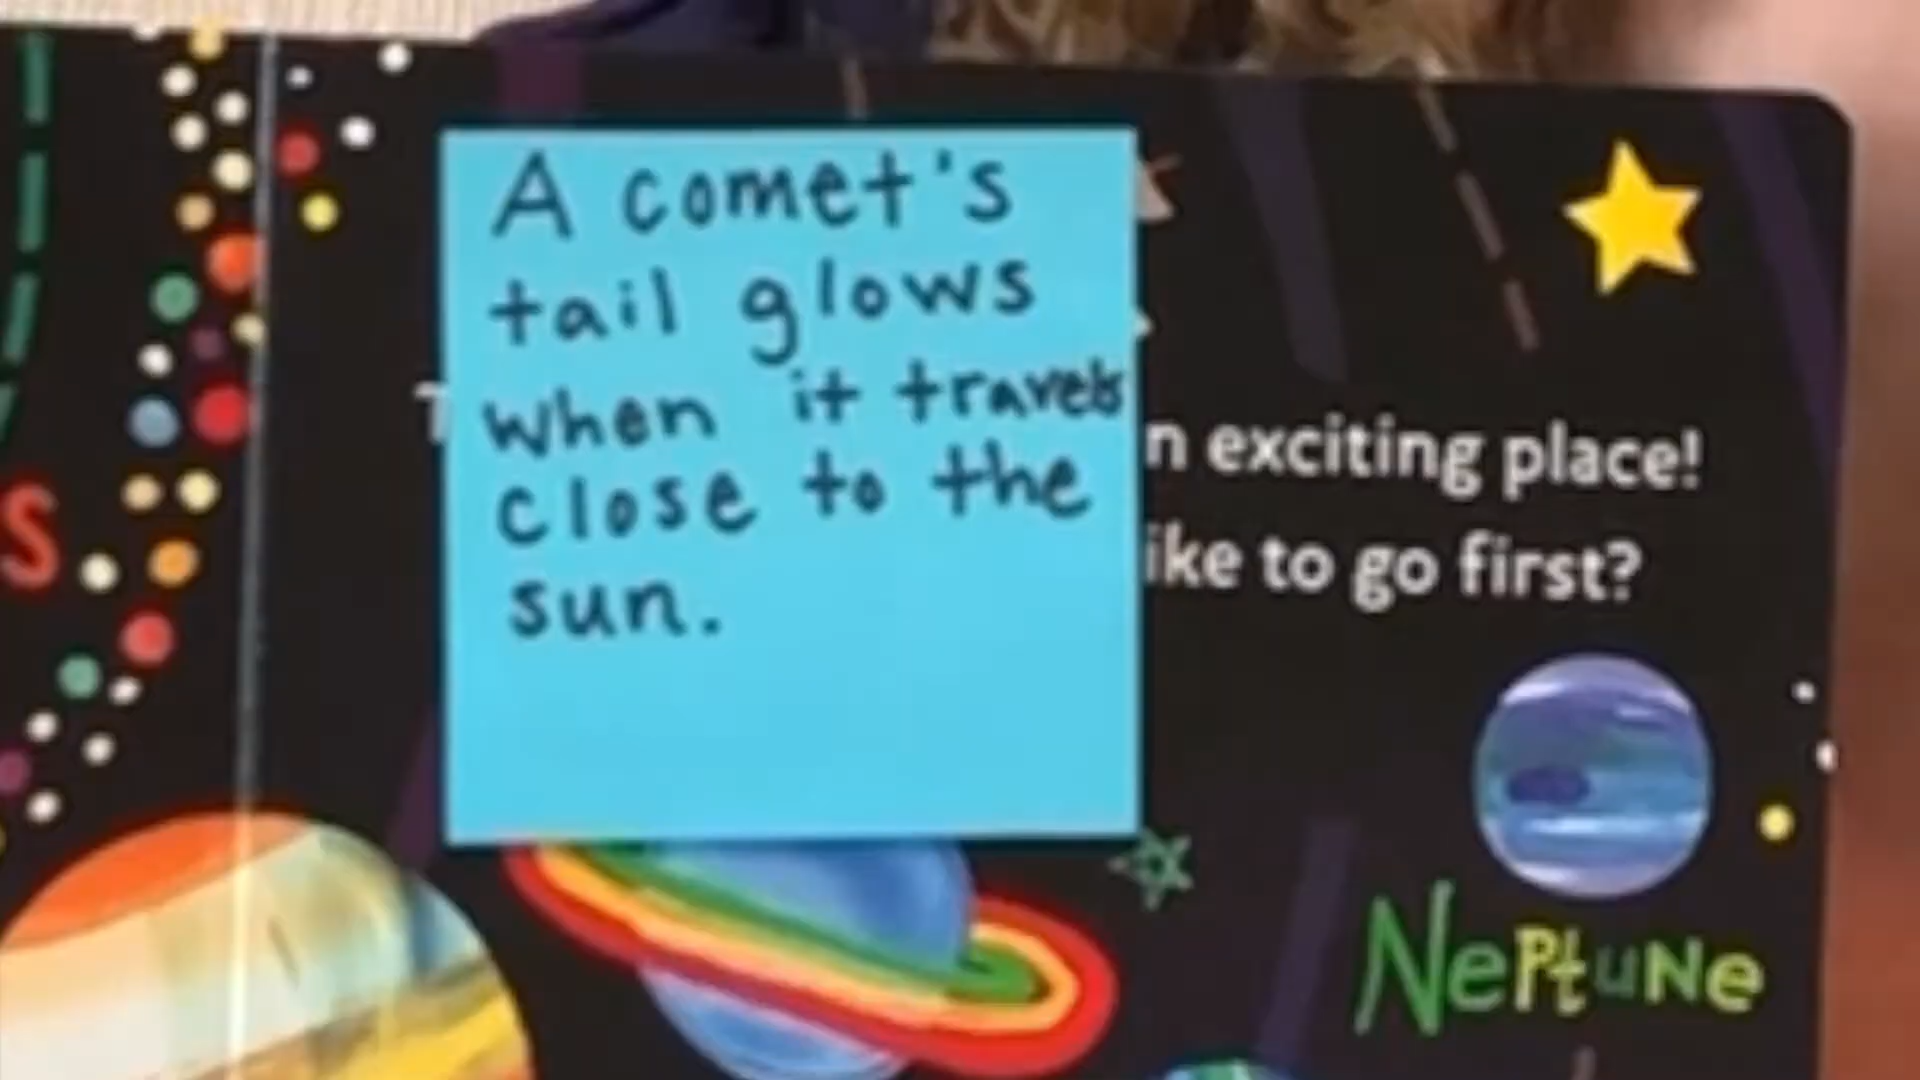 A comet's
tail glows
when it travels
close to the
sun.
n exciting place!
ike to go first?
NePtuNe
S